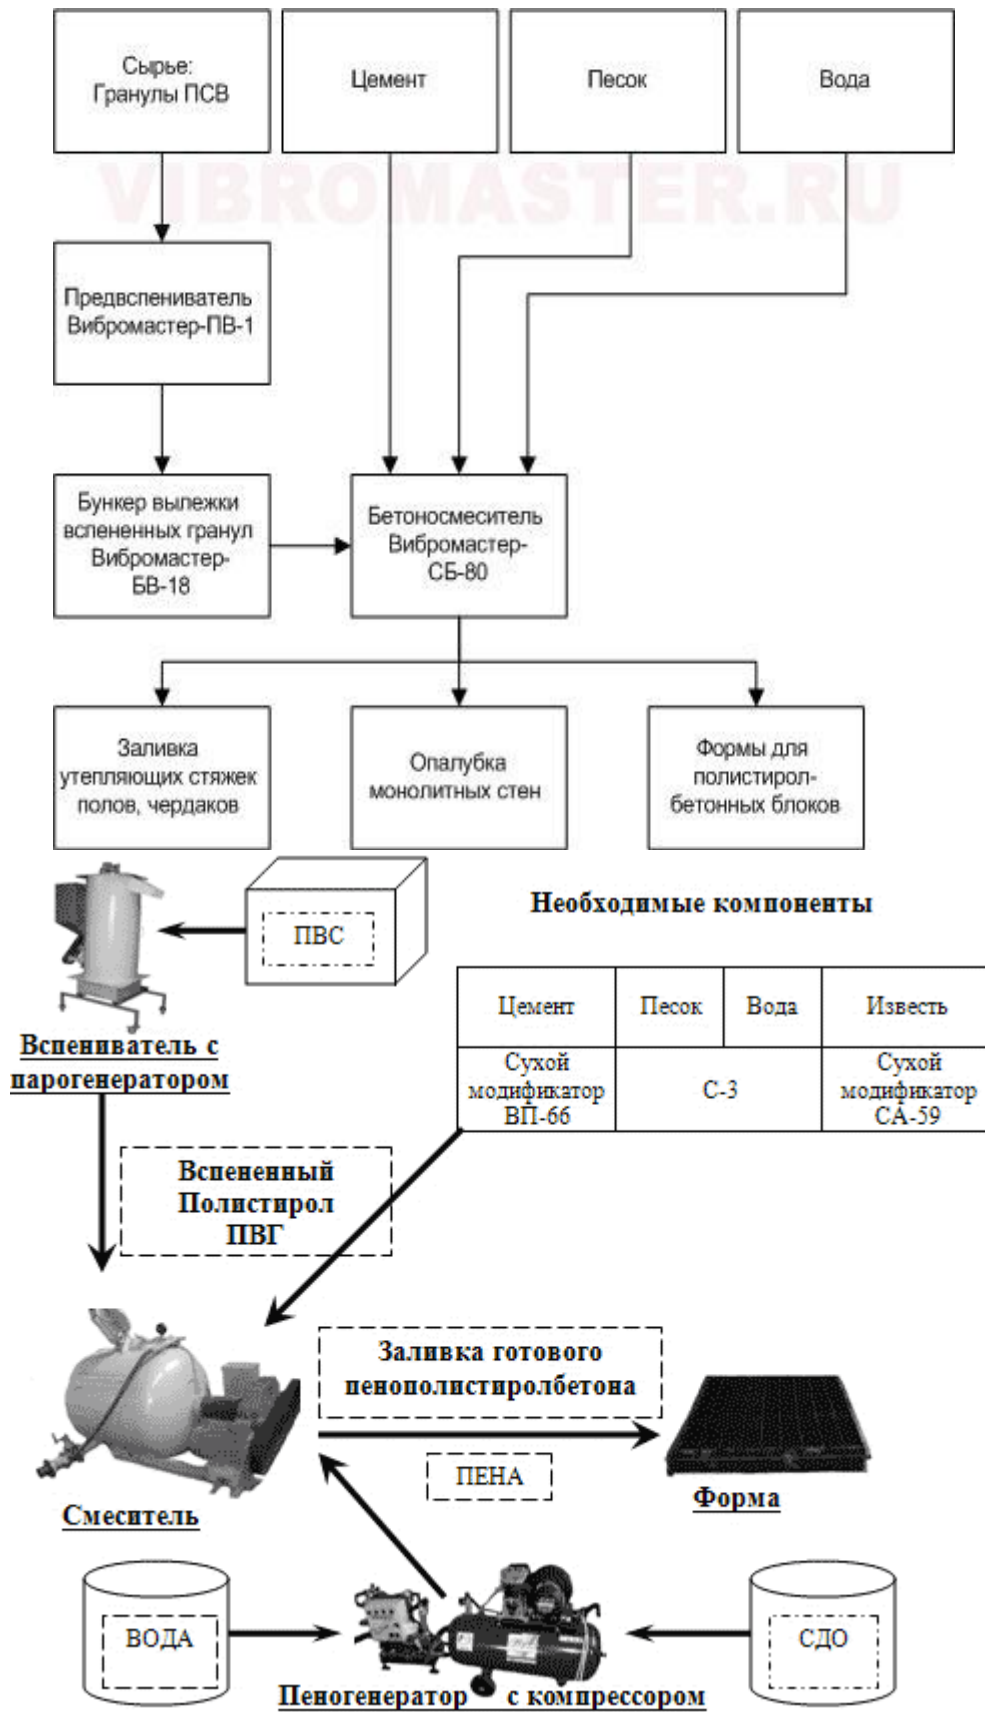 Сырье:
Гранулы ПСВ
Цемент
Песок
Вода
VIBROMASTER.RU
Предвспениватель
Вибромастер-ПВ-1
Бункер вылежки
вспененных гранул
Вибромастер-
БВ-18
Бетоносмеситель
Вибромастер-
СБ-80
Заливка
утепляющих стяжек
полов, чердаков
Опалубка
монолитных стен
Формы для
полистирол-
бетонных блоков
ПВС
Необходимые компоненты
Вспениватель с
парогенератором
Цемент
Песок
Вода
Известь
Сухой
модификатор
ВП-66
С-3
Сухой
модификатор
СА-59
Вспененный
Полистирол
ПВГ
Заливка готового
пенополистиролбетона
ПЕНА
Смеситель
Форма
ВОДА
СДО
Пеногенератор с компрессором